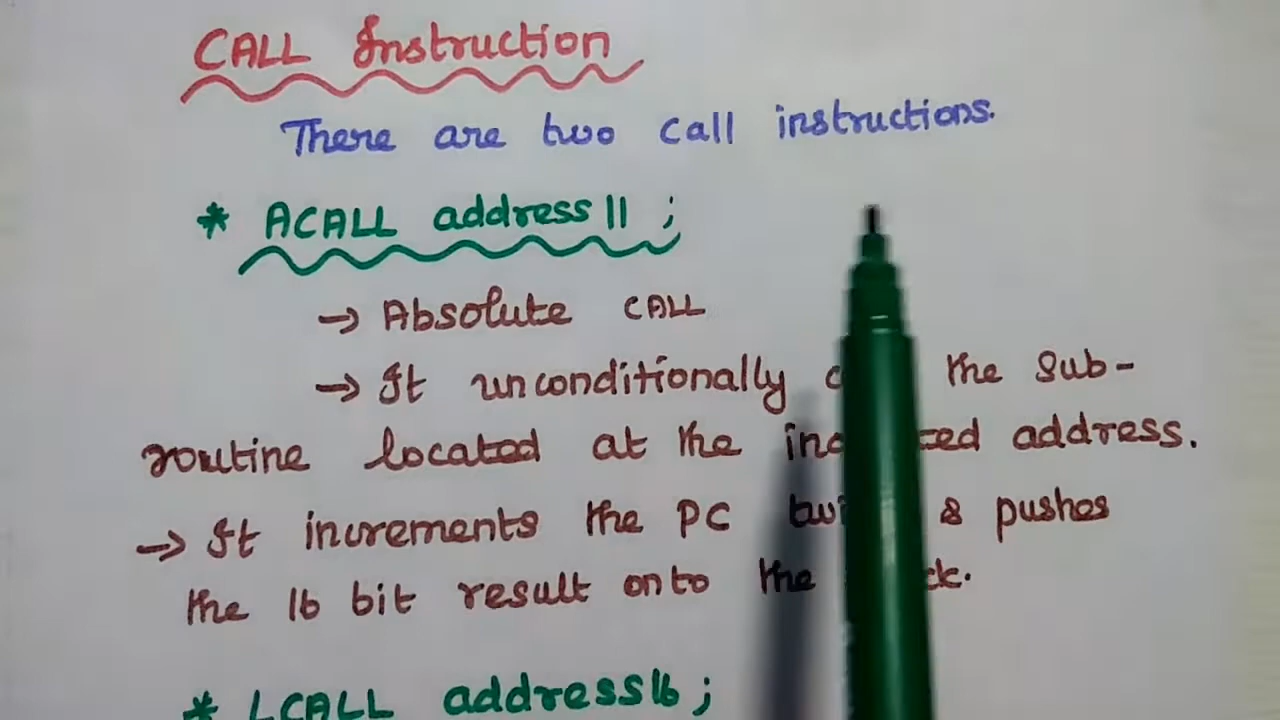 CALL Instruction
There are two call instructions.
* ACALL address11 ;
→ Absolute CALL
→ It unconditionally the Sub-
routine located at the address.
→ It increments the PC & pushes
the 16 bit result onto the
* LCALL address16 ;